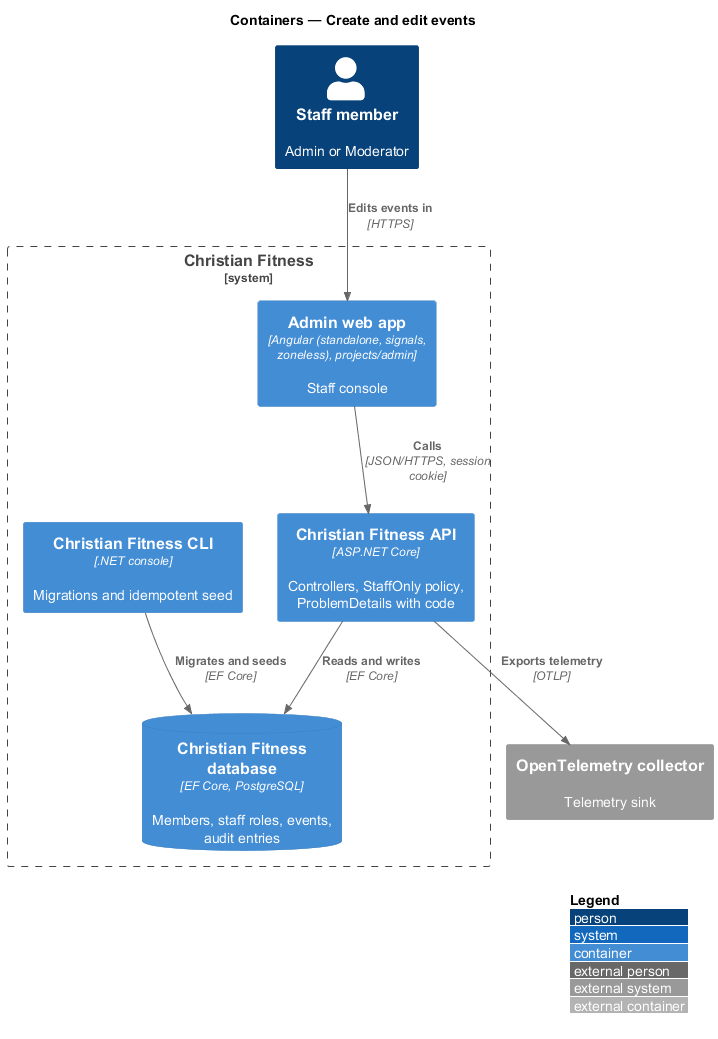 Containers — Create and edit events
Staff member
Admin or Moderator
Edits events in
[HTTPS]
Christian Fitness
[system]
Admin web app
[Angular (standalone, signals,
zoneless), projects/admin]
Staff console
Calls
[JSON/HTTPS, session
cookie]
Christian Fitness CLI
[.NET console]
Migrations and idempotent seed
Christian Fitness API
[ASP.NET Core]
Controllers, StaffOnly policy,
ProblemDetails with code
Migrates and seeds
[EF Core]
Reads and writes
[EF Core]
Exports telemetry
[OTLP]
Christian Fitness
database
[EF Core, PostgreSQL]
Members, staff roles, events,
audit entries
OpenTelemetry collector
Telemetry sink
Legend
person
system
container
external person
external system
external container